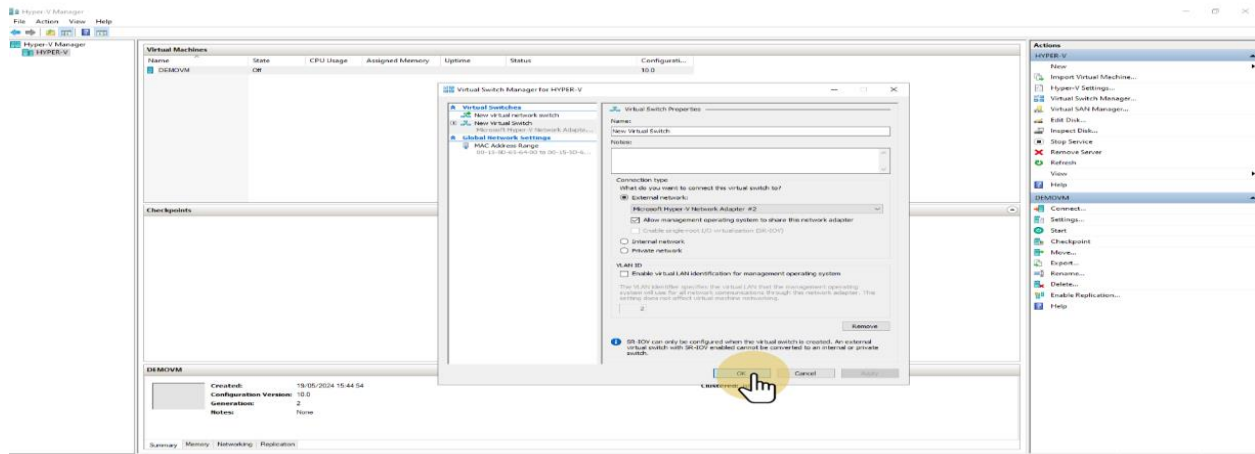 Hyper-V Manager
File Action View Help
Hyper-V Manager
HYPER-V
Virtual Machines
Name State CPU Usage Assigned Memory Uptime Status Configurati...
DEMOVM Off 10.0
Virtual Switch Manager for HYPER-V
Virtual Switches
New virtual network switch
New Virtual Switch
Microsoft Hyper-V Network Adapte...
Global Network Settings
MAC Address Range
Virtual Switch Properties
Name:
New Virtual Switch
Notes:
Connection type
What do you want to connect this virtual switch to?
External network:
Microsoft Hyper-V Network Adapter #2
Allow management operating system to share this network adapter
Enable single-root I/O virtualization (SR-IOV)
Internal network
Private network
VLAN ID
Enable virtual LAN identification for management operating system
The VLAN identifier specifies the virtual LAN that the management operating
system will use for all network communications through this network adapter. This
setting does not affect virtual machine networking.
2
Remove
SR-IOV can only be configured when the virtual switch is created. An external
virtual switch with SR-IOV enabled cannot be converted to an internal or private
switch.
OK Cancel Apply
Checkpoints
DEMOVM
Created: 19/05/2024 15:44:54
Configuration Version: 10.0
Generation: 2
Notes: None
Summary Memory Networking Replication
Actions
HYPER-V
New
Import Virtual Machine...
Hyper-V Settings...
Virtual Switch Manager...
Virtual SAN Manager...
Edit Disk...
Inspect Disk...
Stop Service
Remove Server
Refresh
View
Help
DEMOVM
Connect...
Settings...
Start
Checkpoint
Move...
Export...
Rename...
Delete...
Enable Replication...
Help